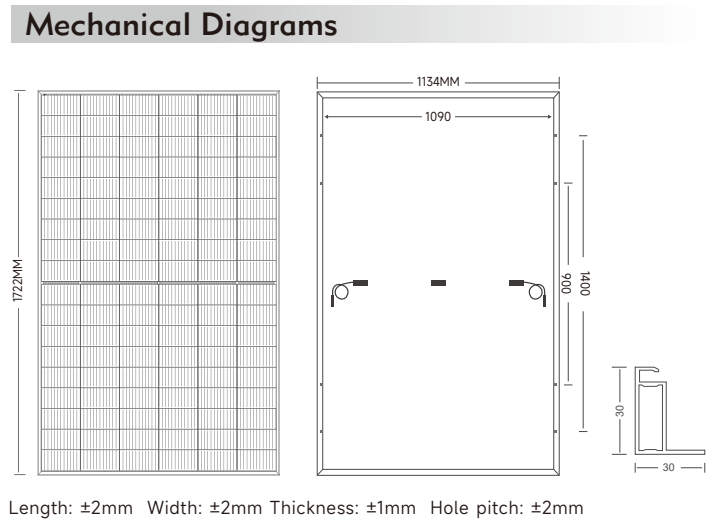 Mechanical Diagrams
1134MM
1090
1722MM
900
1400
30
30
Length: ±2mm Width: ±2mm Thickness: ±1mm Hole pitch: ±2mm